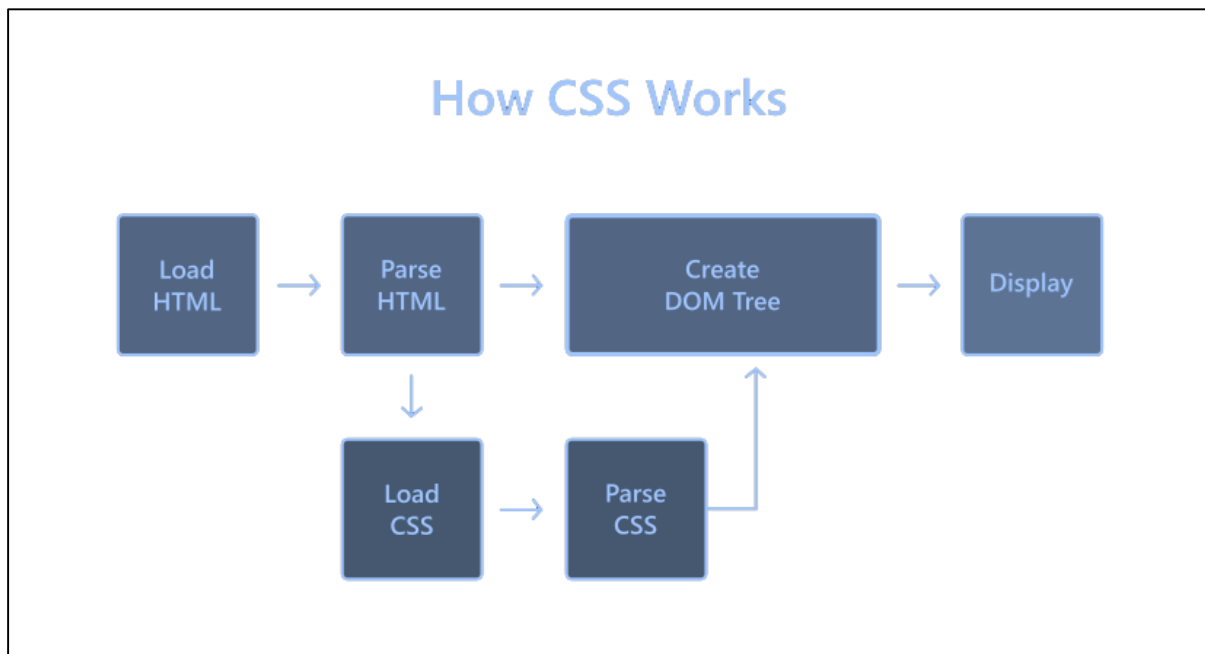 How CSS Works
Load
HTML
Parse
HTML
Create
DOM Tree
Display
Load
CSS
Parse
CSS